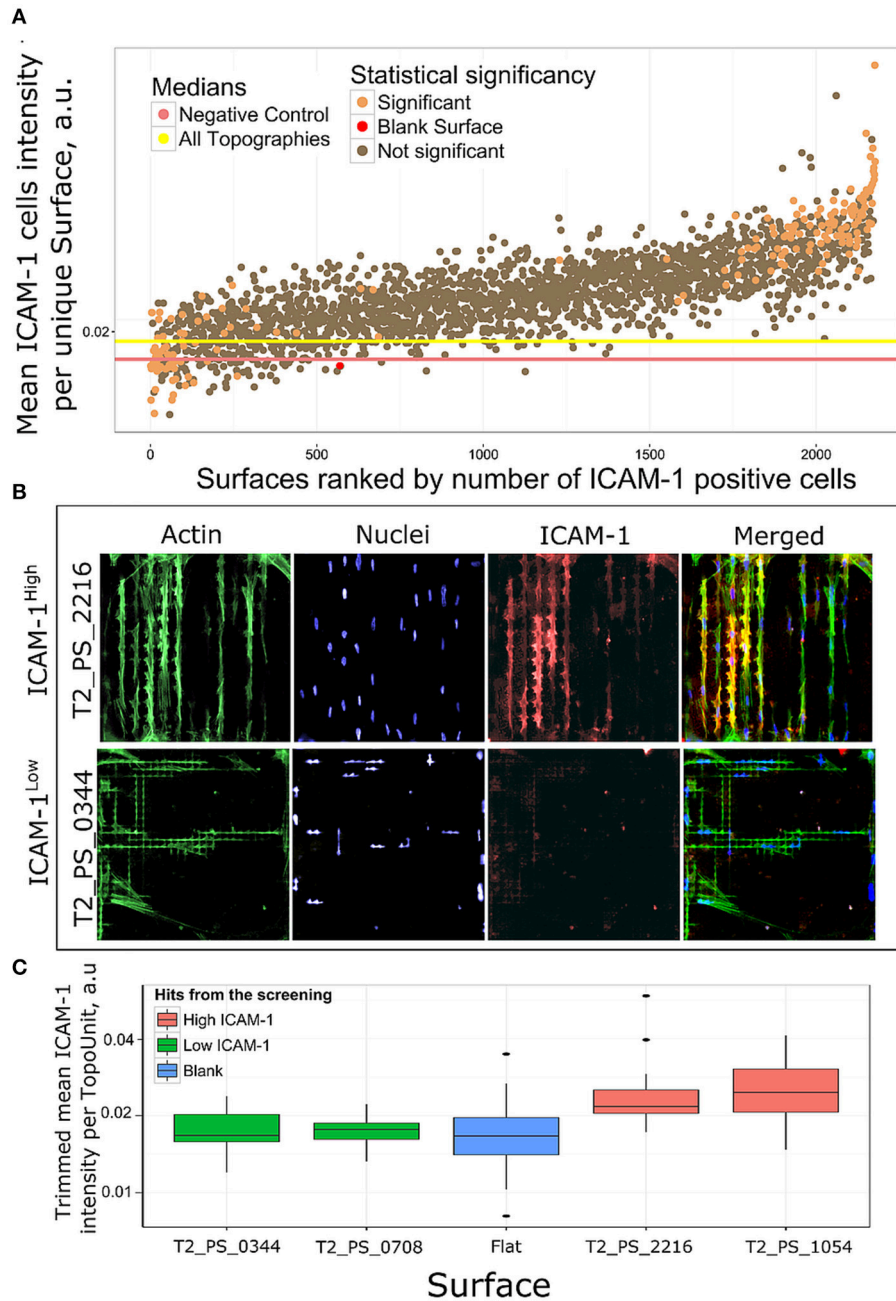 A
Mean ICAM-1 cells intensity
per unique Surface, a.u.
Medians
Negative Control
All Topographies
Statistical significancy
Significant
Blank Surface
Not significant
0.02
0
500
1000
1500
2000
Surfaces ranked by number of ICAM-1 positive cells
B
Actin
Nuclei
ICAM-1
Merged
ICAM-1High
T2_PS_2216
ICAM-1Low
T2_PS_0344
C
Trimmed mean ICAM-1
intensity per TopoUnit, a.u
Hits from the screening
High ICAM-1
Low ICAM-1
Blank
0.04
0.02
0.01
T2_PS_0344
T2_PS_0708
Flat
T2_PS_2216
T2_PS_1054
Surface